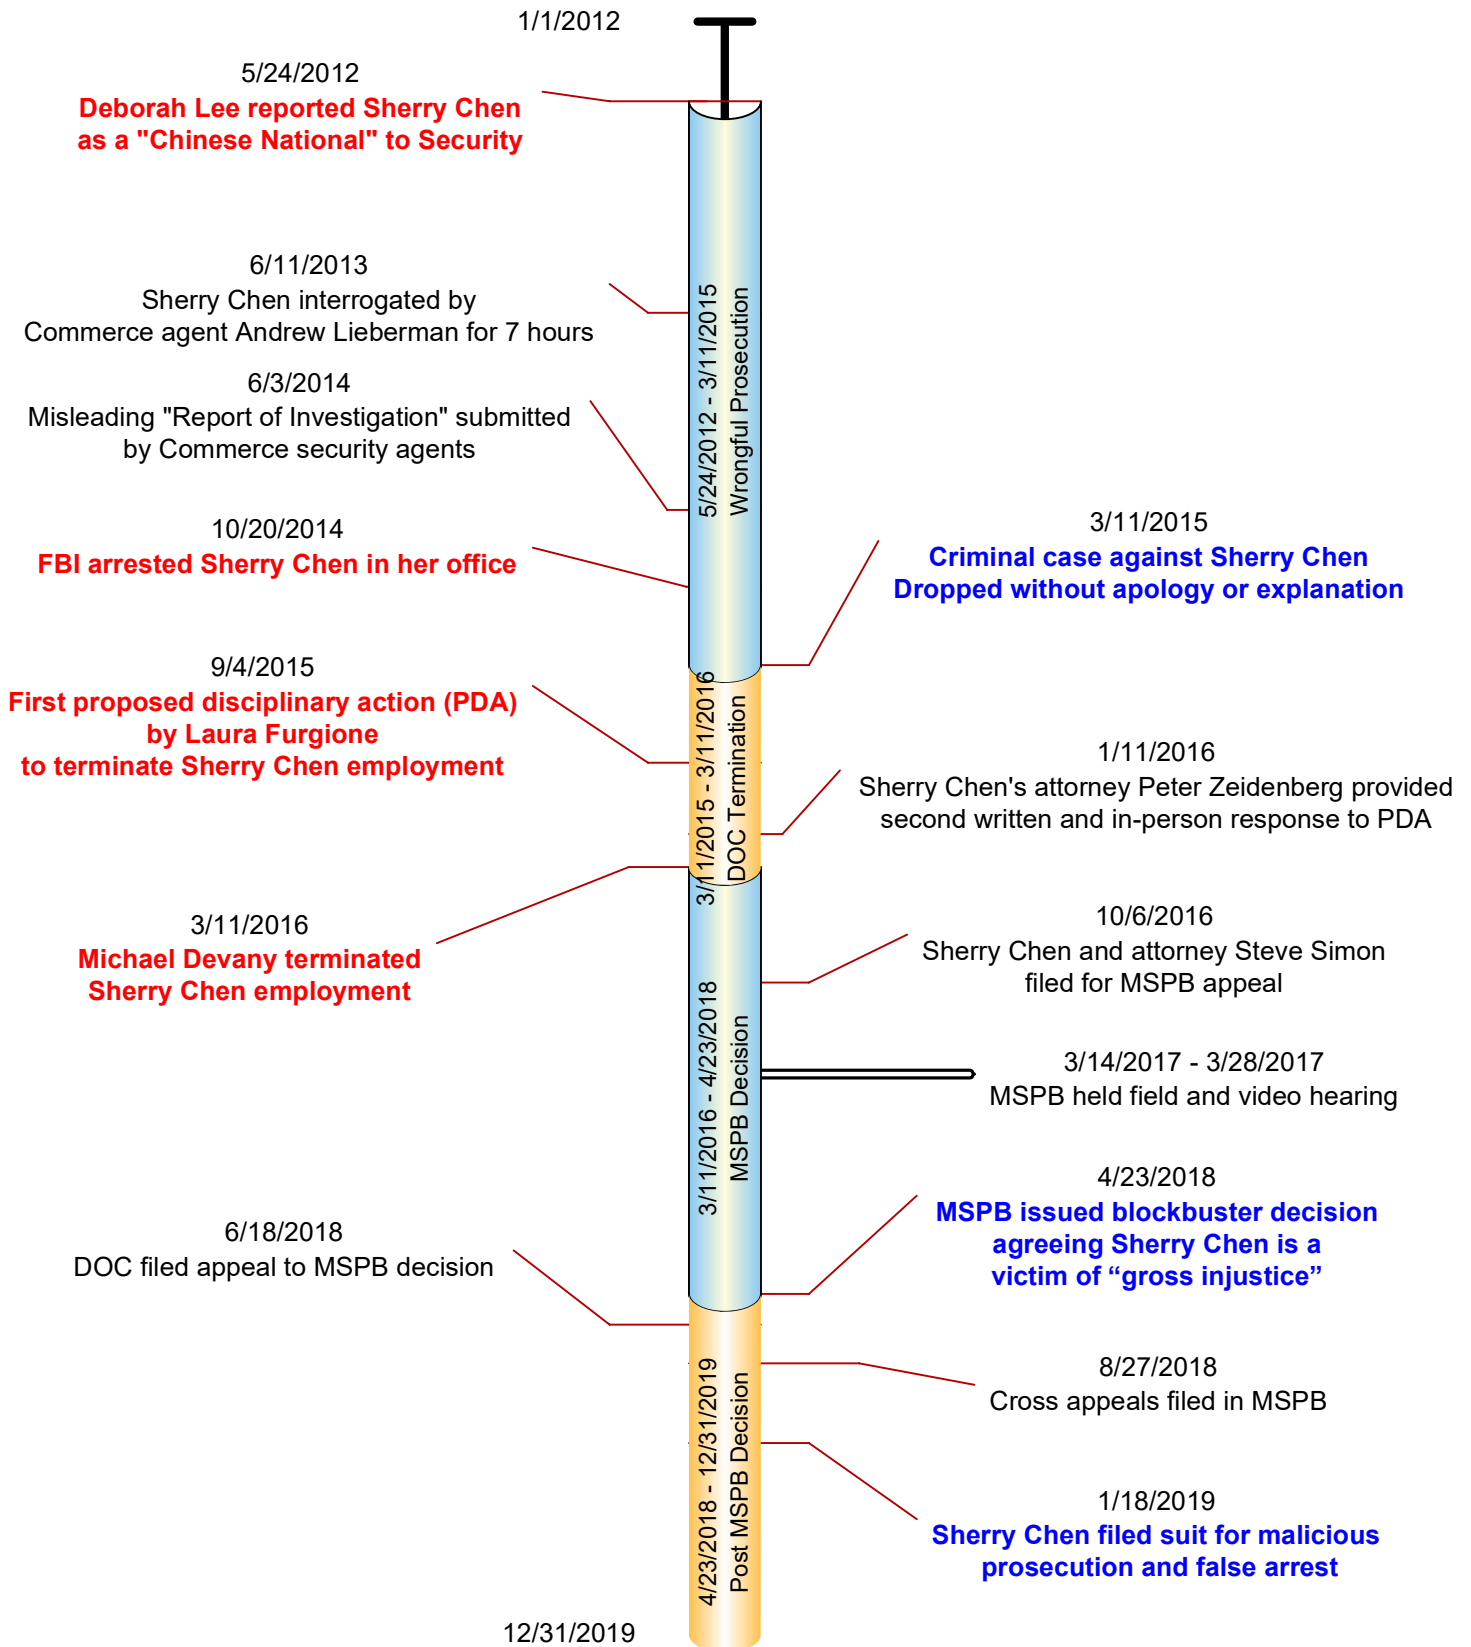 1/1/2012
5/24/2012
Deborah Lee reported Sherry Chen
as a "Chinese National" to Security
6/11/2013
Sherry Chen interrogated by
Commerce agent Andrew Lieberman for 7 hours
6/3/2014
Misleading "Report of Investigation" submitted
by Commerce security agents
10/20/2014
FBI arrested Sherry Chen in her office
5/24/2012 - 3/11/2015
Wrongful Prosecution
3/11/2015
Criminal case against Sherry Chen
Dropped without apology or explanation
9/4/2015
First proposed disciplinary action (PDA)
by Laura Furgione
to terminate Sherry Chen employment
3/11/2015 - 3/11/2016
DOC Termination
1/11/2016
Sherry Chen's attorney Peter Zeidenberg provided
second written and in-person response to PDA
3/11/2016
Michael Devany terminated
Sherry Chen employment
10/6/2016
Sherry Chen and attorney Steve Simon
filed for MSPB appeal
3/11/2016 - 4/23/2018
MSPB Decision
3/14/2017 - 3/28/2017
MSPB held field and video hearing
4/23/2018
MSPB issued blockbuster decision
agreeing Sherry Chen is a
victim of “gross injustice”
6/18/2018
DOC filed appeal to MSPB decision
8/27/2018
Cross appeals filed in MSPB
4/23/2018 - 12/31/2019
Post MSPB Decision
1/18/2019
Sherry Chen filed suit for malicious
prosecution and false arrest
12/31/2019